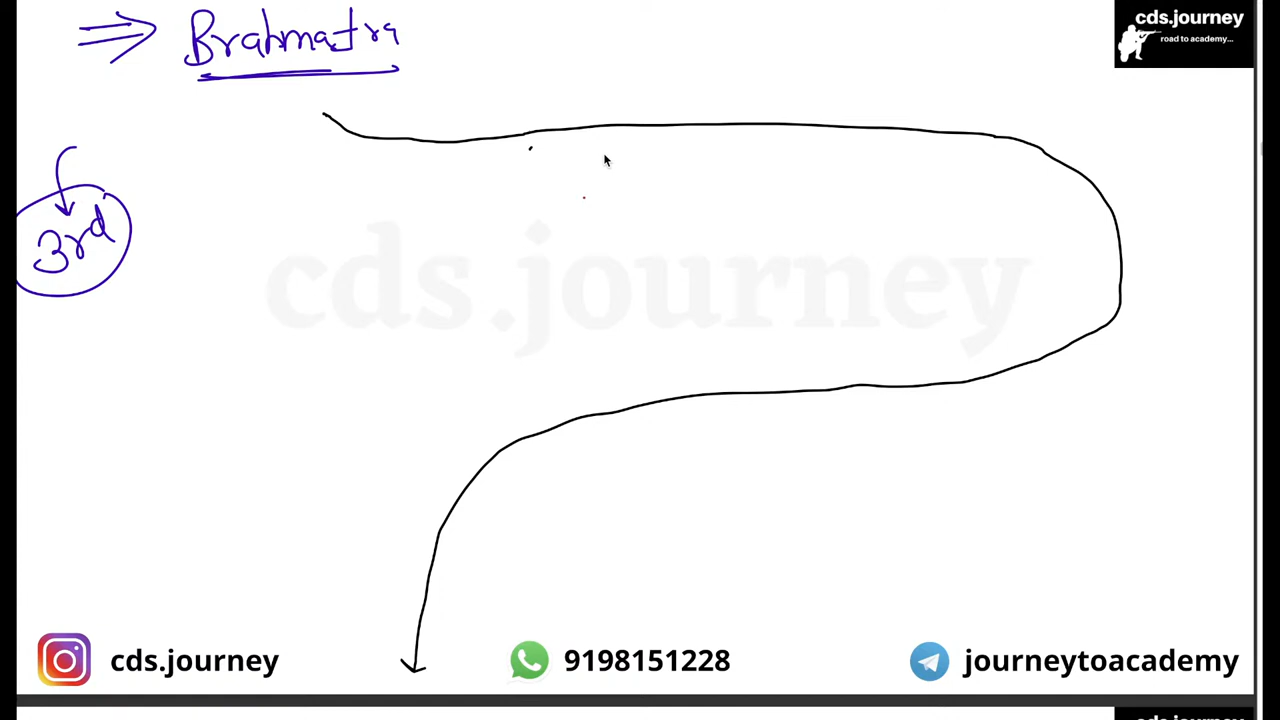 ⇒ Brahmatra
cds.journey
road to academy...
3rd
cds.journey
cds.journey
9198151228
journeytoacademy